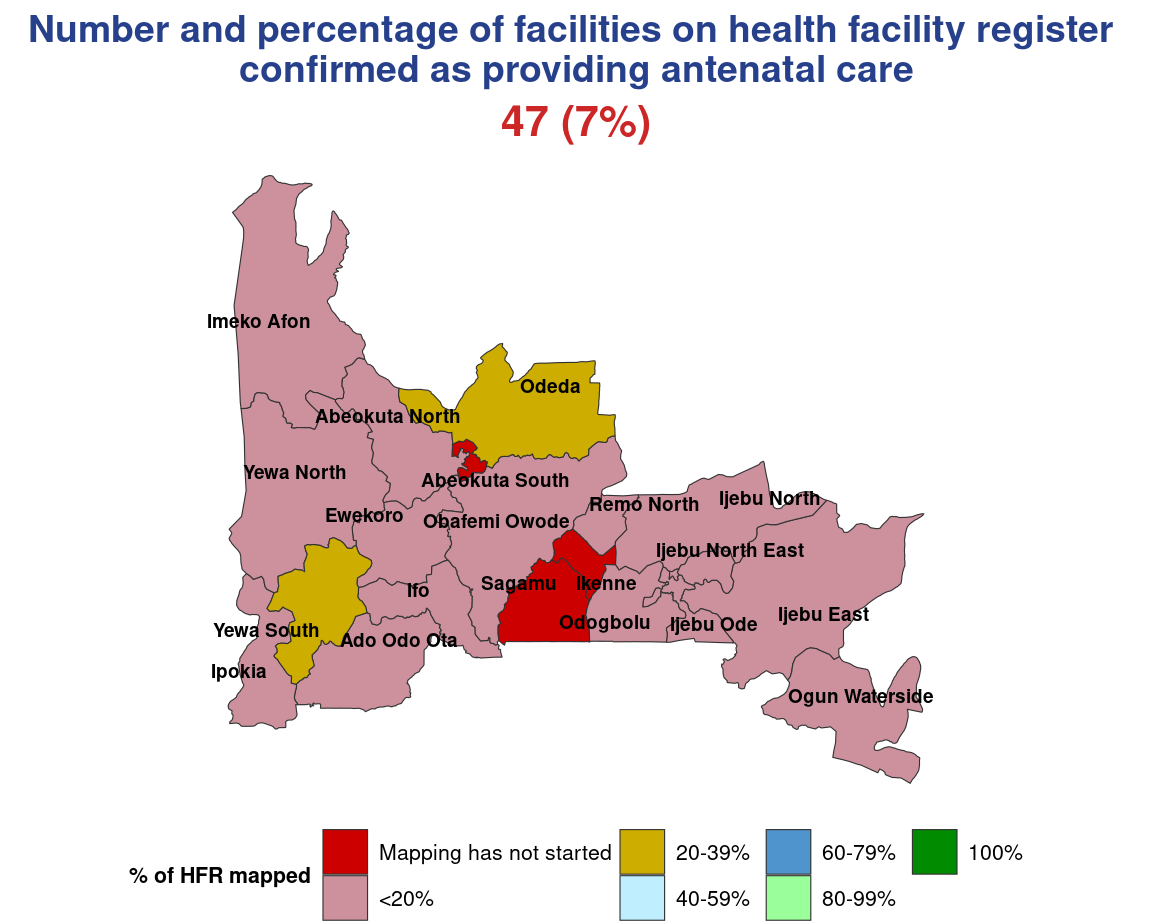 Number and percentage of facilities on health facility register
confirmed as providing antenatal care
47 (7%)
Imeko Afon
Odeda
Abeokuta North
Yewa North
Abeokuta South
Ijebu North
Remo North
Ewekoro
Obafemi Owode
Ijebu North East
Sagamu
Ikenne
Ifo
Ijebu East
Odogbolu
Ijebu Ode
Yewa South
Ado Odo Ota
Ipokia
Ogun Waterside
% of HFR mapped
Mapping has not started
<20%
20-39%
40-59%
60-79%
80-99%
100%